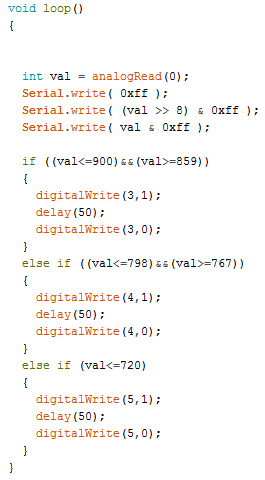 void loop()
{
int val = analogRead(0);
Serial.write( 0xff );
Serial.write( (val >> 8) & 0xff );
Serial.write( val & 0xff );
if ((val<=900)&&(val>=859))
{
digitalWrite(3,1);
delay(50);
digitalWrite(3,0);
}
else if ((val<=798)&&(val>=767))
{
digitalWrite(4,1);
delay(50);
digitalWrite(4,0);
}
else if (val<=720)
{
digitalWrite(5,1);
delay(50);
digitalWrite(5,0);
}
}